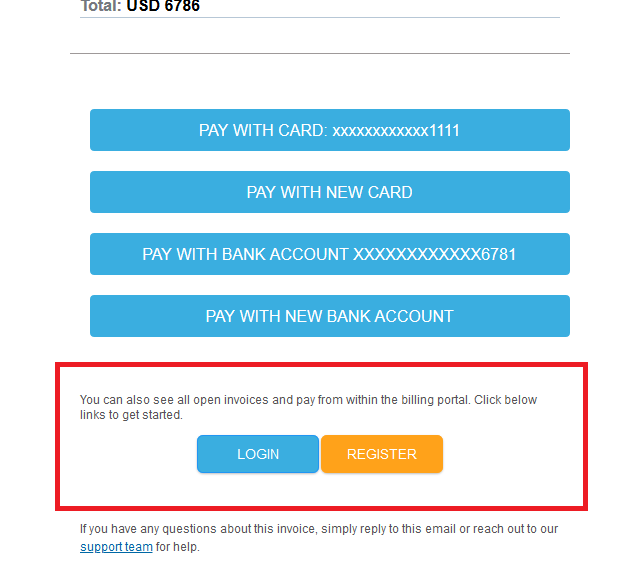 Total: USD 6786
PAY WITH CARD: xxxxxxxxxxxx1111
PAY WITH NEW CARD
PAY WITH BANK ACCOUNT XXXXXXXXXXXX6781
PAY WITH NEW BANK ACCOUNT
You can also see all open invoices and pay from within the billing portal. Click below
links to get started.
LOGIN REGISTER
If you have any questions about this invoice, simply reply to this email or reach out to our
support team for help.